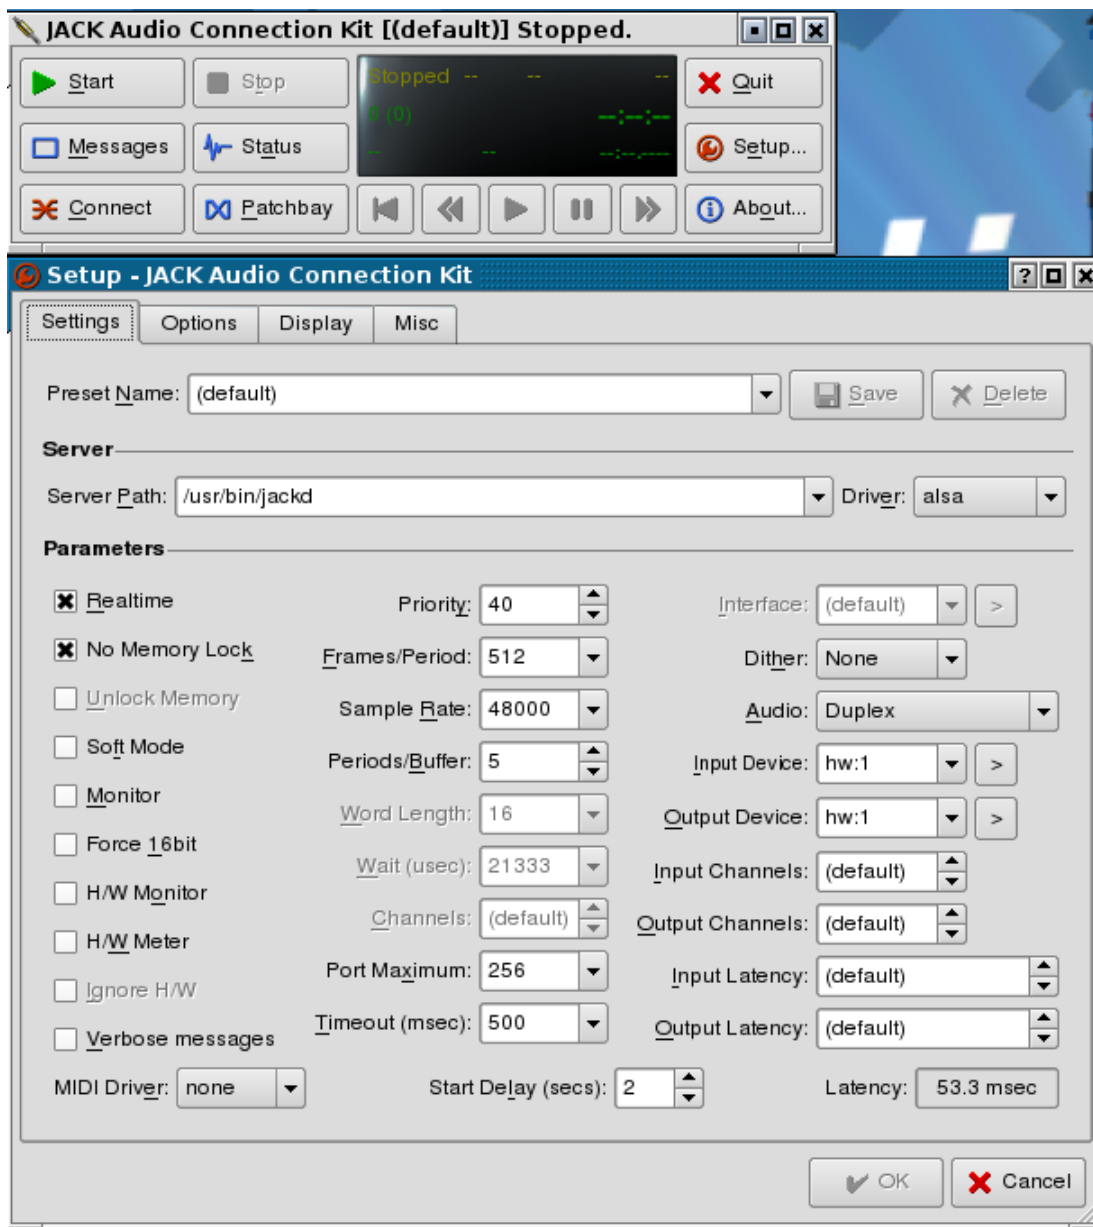 JACK Audio Connection Kit [(default)] Stopped.
Start Stop Stopped -- -- -- Quit
(0) --:--:--
Messages Status -- -- --:--.---- Setup...
Connect Patchbay About...
Setup - JACK Audio Connection Kit
Settings Options Display Misc
Preset Name: (default) Save Delete
Server
Server Path: /usr/bin/jackd Driver: alsa
Parameters
Realtime Priority: 40 Interface: (default) >
No Memory Lock Frames/Period: 512 Dither: None
Unlock Memory Sample Rate: 48000 Audio: Duplex
Soft Mode Periods/Buffer: 5 Input Device: hw:1 >
Monitor Word Length: 16 Output Device: hw:1 >
Force 16bit Wait (usec): 21333 Input Channels: (default)
H/W Monitor Channels: (default) Output Channels: (default)
H/W Meter Port Maximum: 256 Input Latency: (default)
Ignore H/W Timeout (msec): 500 Output Latency: (default)
Verbose messages
MIDI Driver: none Start Delay (secs): 2 Latency: 53.3 msec
OK Cancel